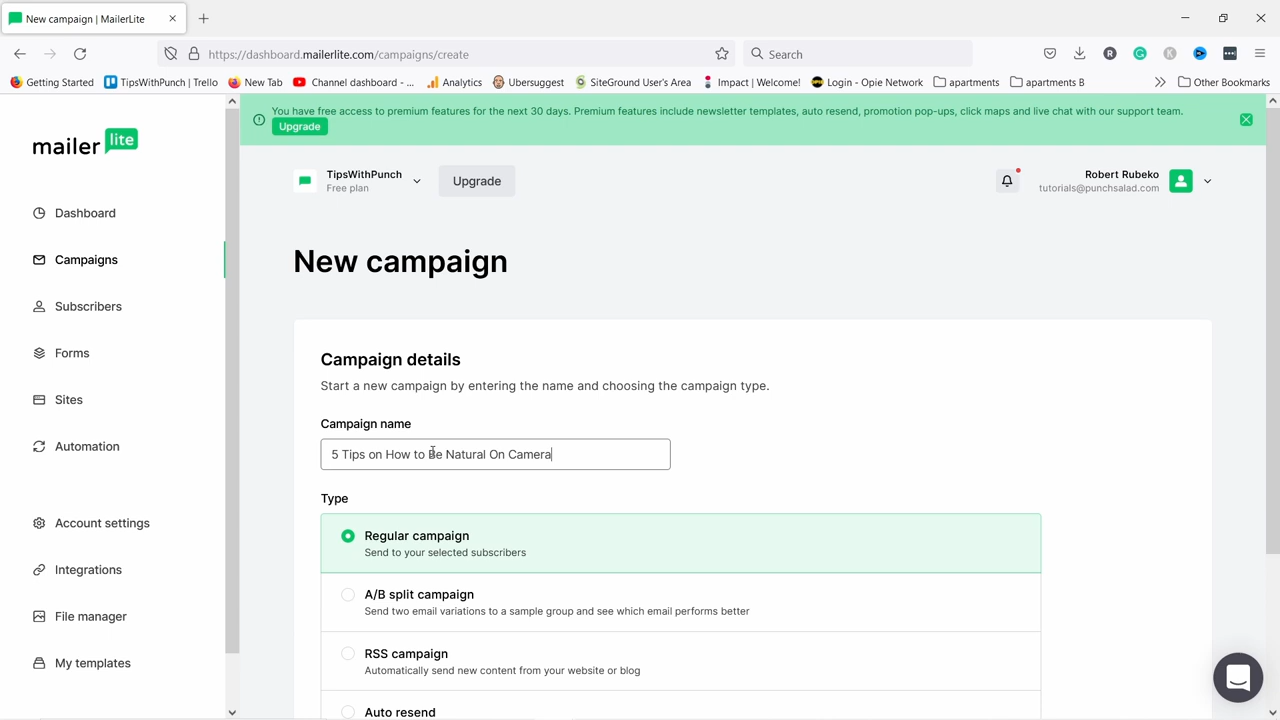 New campaign | MailerLite
https://dashboard.mailerlite.com/campaigns/create
Search
Getting Started
TipsWithPunch | Trello
New Tab
Channel dashboard - ...
Analytics
Ubersuggest
SiteGround User's Area
Impact | Welcome!
Login - Opie Network
apartments
apartments B
Other Bookmarks
You have free access to premium features for the next 30 days. Premium features include newsletter templates, auto resend, promotion pop-ups, click maps and live chat with our support team.
Upgrade
mailer lite
TipsWithPunch
Free plan
Upgrade
Robert Rubeko
tutorials@punchsalad.com
Dashboard
Campaigns
Subscribers
Forms
Sites
Automation
Account settings
Integrations
File manager
My templates
New campaign
Campaign details
Start a new campaign by entering the name and choosing the campaign type.
Campaign name
5 Tips on How to Be Natural On Camera
Type
Regular campaign
Send to your selected subscribers
A/B split campaign
Send two email variations to a sample group and see which email performs better
RSS campaign
Automatically send new content from your website or blog
Auto resend